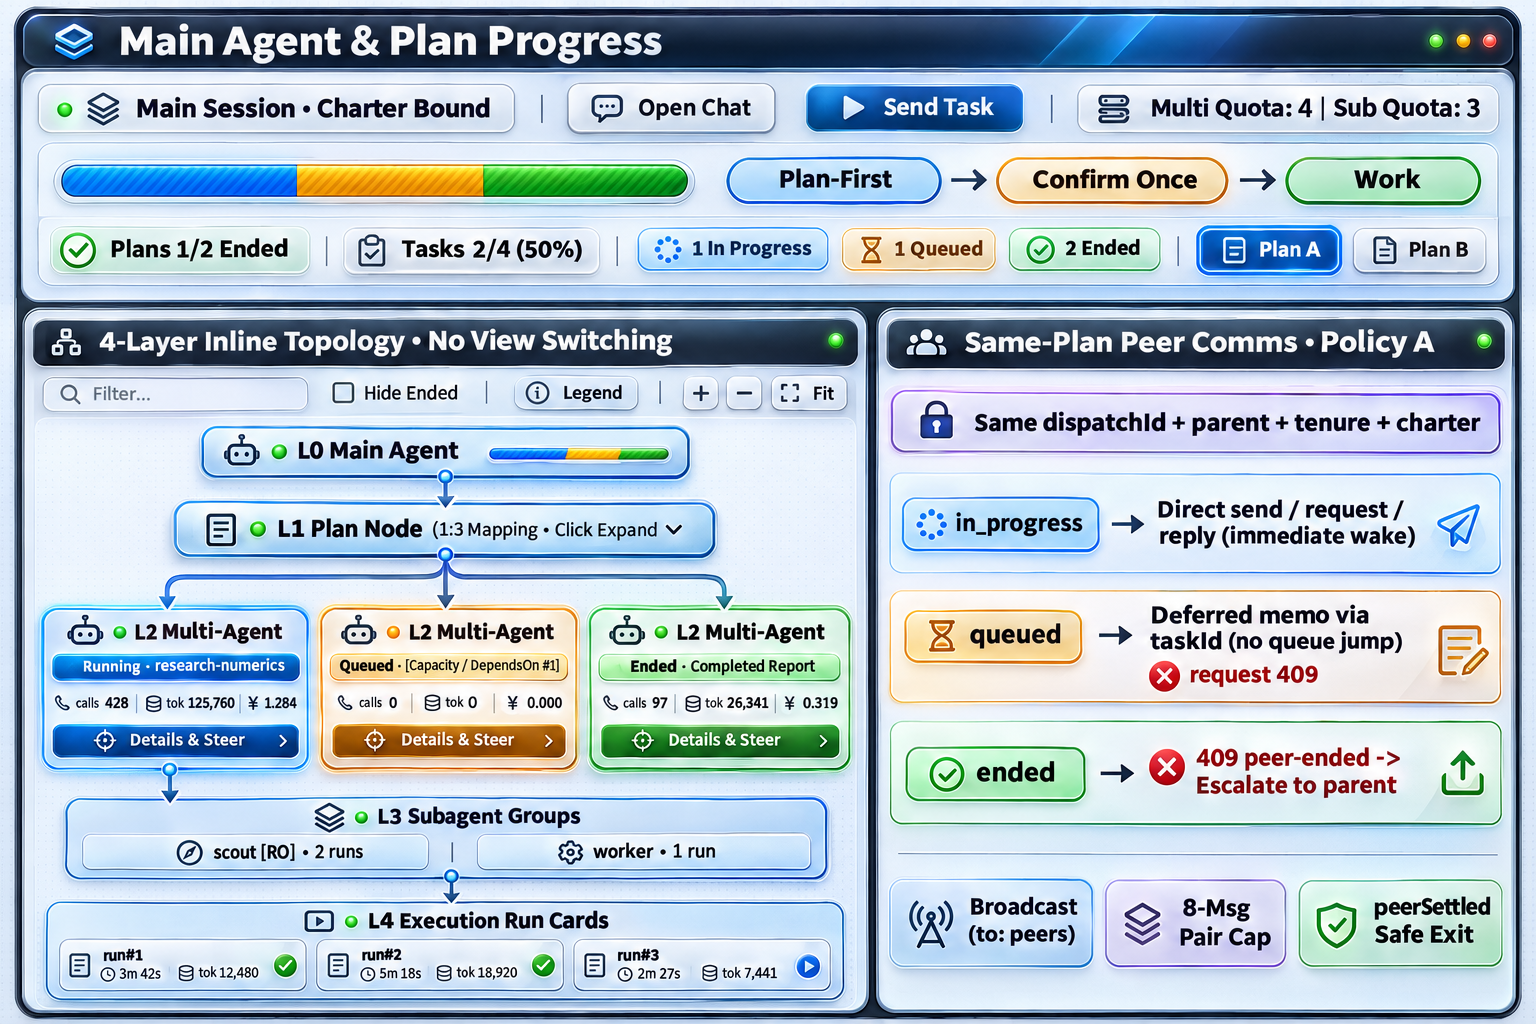 Main Agent & Plan Progress
Main Session • Charter Bound
Open Chat
Send Task
Multi Quota: 4 | Sub Quota: 3
Plan-First
Confirm Once
Work
Plans 1/2 Ended
Tasks 2/4 (50%)
1 In Progress
1 Queued
2 Ended
Plan A
Plan B
4-Layer Inline Topology • No View Switching
Filter...
Hide Ended
Legend
+
−
Fit
L0 Main Agent
L1 Plan Node (1:3 Mapping • Click Expand
L2 Multi-Agent
Running · research-numerics
calls 428
tok 125,760
¥ 1.284
Details & Steer
L2 Multi-Agent
Queued · [Capacity / DependsOn #1]
calls 0
tok 0
¥ 0.000
Details & Steer
L2 Multi-Agent
Ended · Completed Report
calls 97
tok 26,341
¥ 0.319
Details & Steer
L3 Subagent Groups
scout [RO] • 2 runs
worker • 1 run
L4 Execution Run Cards
run#1
3m 42s
tok 12,480
run#2
5m 18s
tok 18,920
run#3
2m 27s
tok 7,441
Same-Plan Peer Comms • Policy A
Same dispatchId + parent + tenure + charter
in_progress
Direct send / request /
reply (immediate wake)
queued
Deferred memo via
taskId (no queue jump)
request 409
ended
409 peer-ended ->
Escalate to parent
Broadcast
(to: peers)
8-Msg
Pair Cap
peerSettled
Safe Exit